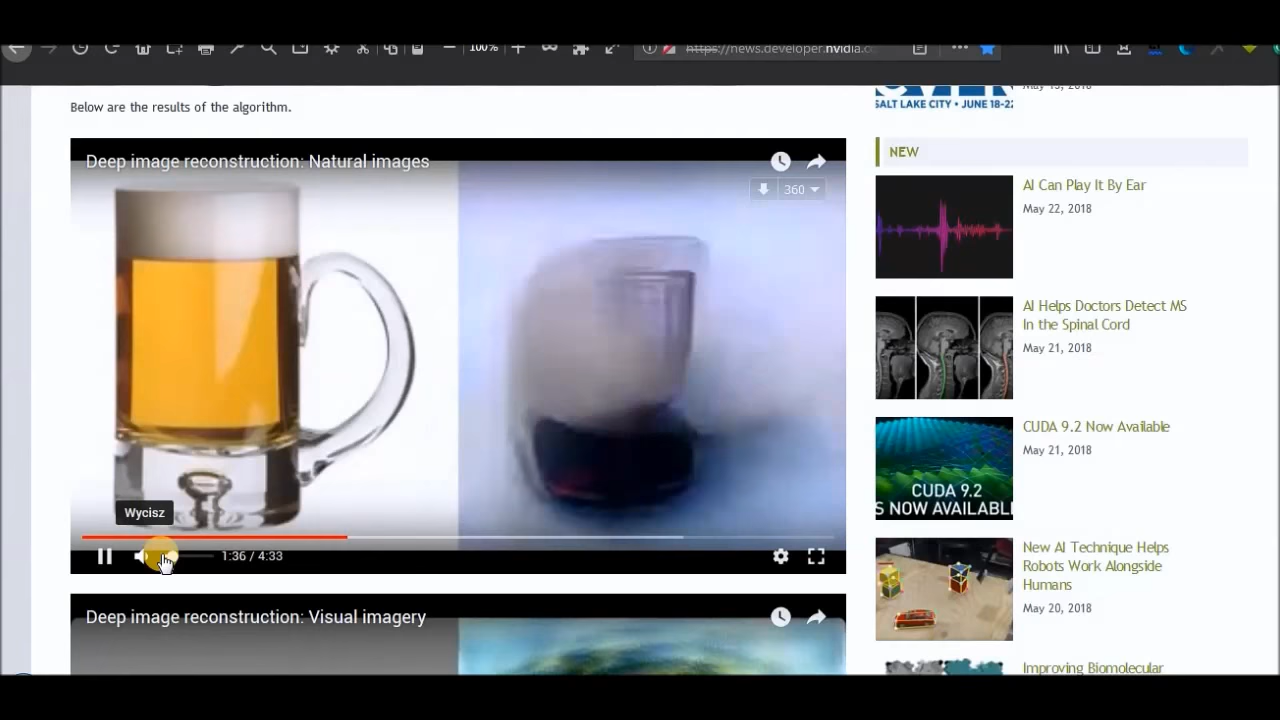 100%
https://news.developer.nvidia.c
SALT LAKE CITY • JUNE 18-22
Below are the results of the algorithm.
Deep image reconstruction: Natural images
360
Wycisz
1:36 / 4:33
Deep image reconstruction: Visual imagery
NEW
AI Can Play It By Ear
May 22, 2018
AI Helps Doctors Detect MS
In the Spinal Cord
May 21, 2018
CUDA 9.2
S NOW AVAILABL
CUDA 9.2 Now Available
May 21, 2018
New AI Technique Helps
Robots Work Alongside
Humans
May 20, 2018
Improving Biomolecular